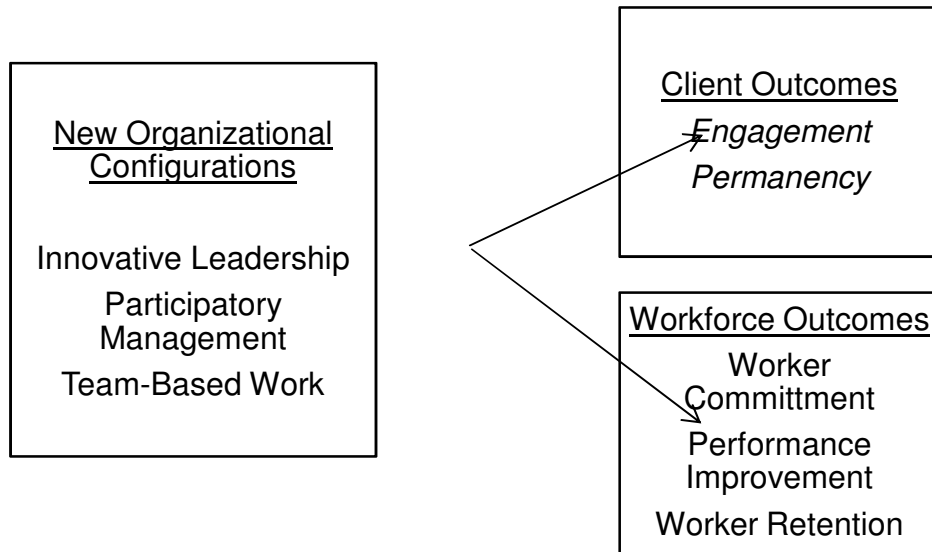 New Organizational
Configurations
Innovative Leadership
Participatory
Management
Team-Based Work
Client Outcomes
Engagement
Permanency
Workforce Outcomes
Worker
Committment
Performance
Improvement
Worker Retention